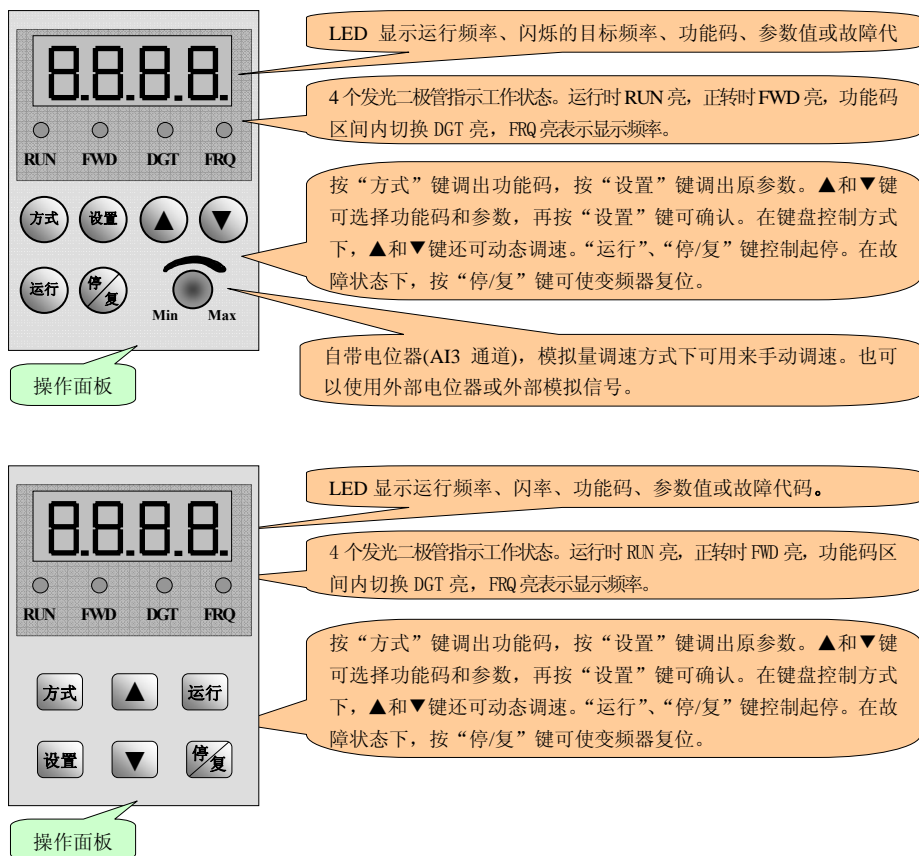 8.8.8.8.
LED 显示运行频率、闪烁的目标频率、功能码、参数值或故障代
4 个发光二极管指示工作状态。运行时 RUN 亮，正转时 FWD 亮，功能码
区间内切换 DGT 亮，FRQ 亮表示显示频率。
RUN FWD DGT FRQ
按“方式”键调出功能码，按“设置”键调出原参数。▲和▼键
可选择功能码和参数，再按“设置”键可确认。在键盘控制方式
下，▲和▼键还可动态调速。“运行”、“停/复”键控制起停。在故
障状态下，按“停/复”键可使变频器复位。
方式 设置 ▲ ▼
运行 停/复
Min Max
自带电位器(AI3 通道)，模拟量调速方式下可用来手动调速。也可
以使用外部电位器或外部模拟信号。
操作面板
8.8.8.8.
LED 显示运行频率、闪率、功能码、参数值或故障代码。
4 个发光二极管指示工作状态。运行时 RUN 亮，正转时 FWD 亮，功能码区
间内切换 DGT 亮，FRQ 亮表示显示频率。
RUN FWD DGT FRQ
按“方式”键调出功能码，按“设置”键调出原参数。▲和▼键
可选择功能码和参数，再按“设置”键可确认。在键盘控制方式
下，▲和▼键还可动态调速。“运行”、“停/复”键控制起停。在故
障状态下，按“停/复”键可使变频器复位。
方式 ▲ 运行
设置 ▼ 停/复
操作面板